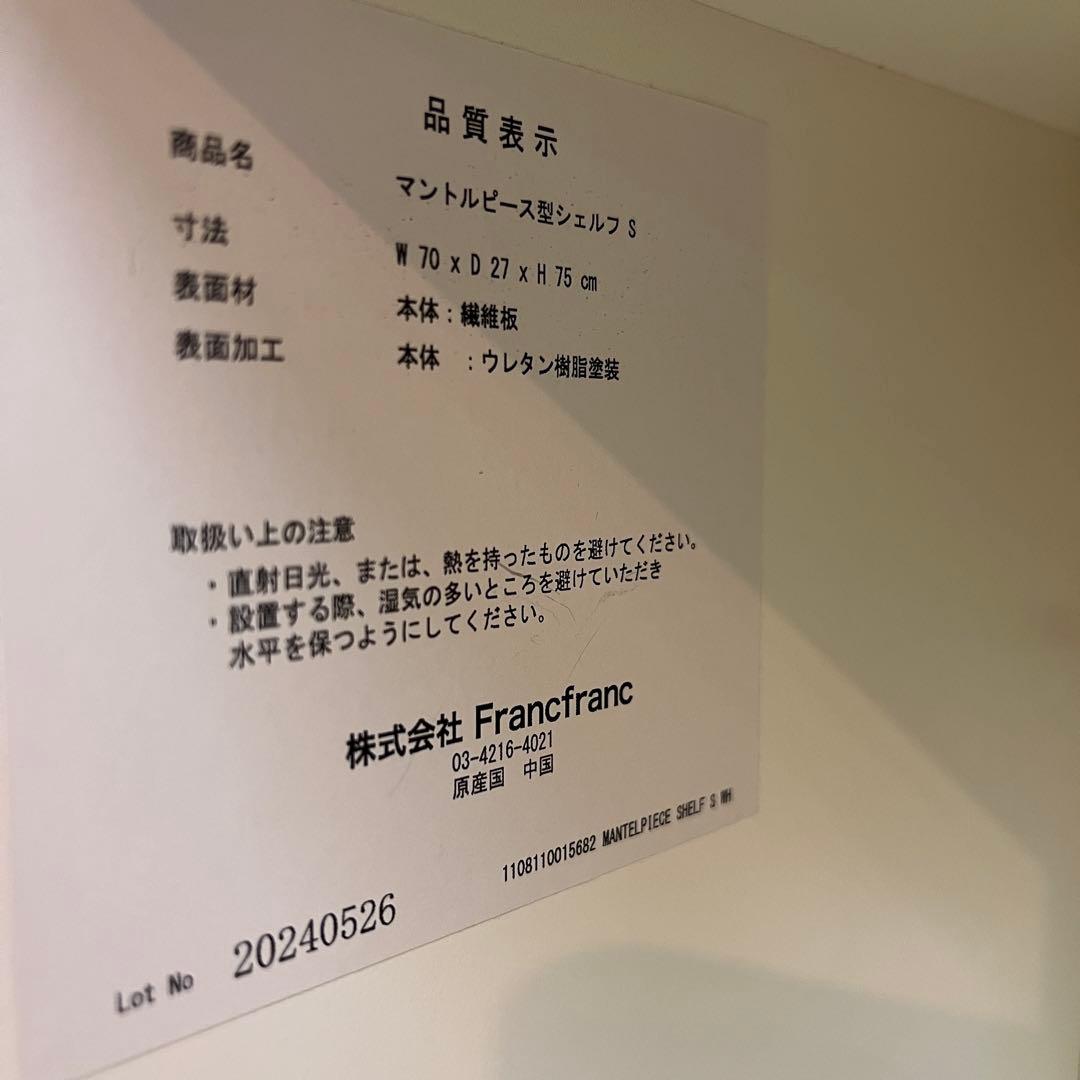 品質表示
商品名 マントルピース型シェルフ S
寸法 W 70 x D 27 x H 75 cm
表面材 本体：繊維板
表面加工 本体 ：ウレタン樹脂塗装
取扱い上の注意
・直射日光、または、熱を持ったものを避けてください。
・設置する際、湿気の多いところを避けていただき
水平を保つようにしてください。
株式会社 Francfranc
03-4216-4021
原産国 中国
1108110015682 MANTELPIECE SHELF S WH
Lot No 20240526